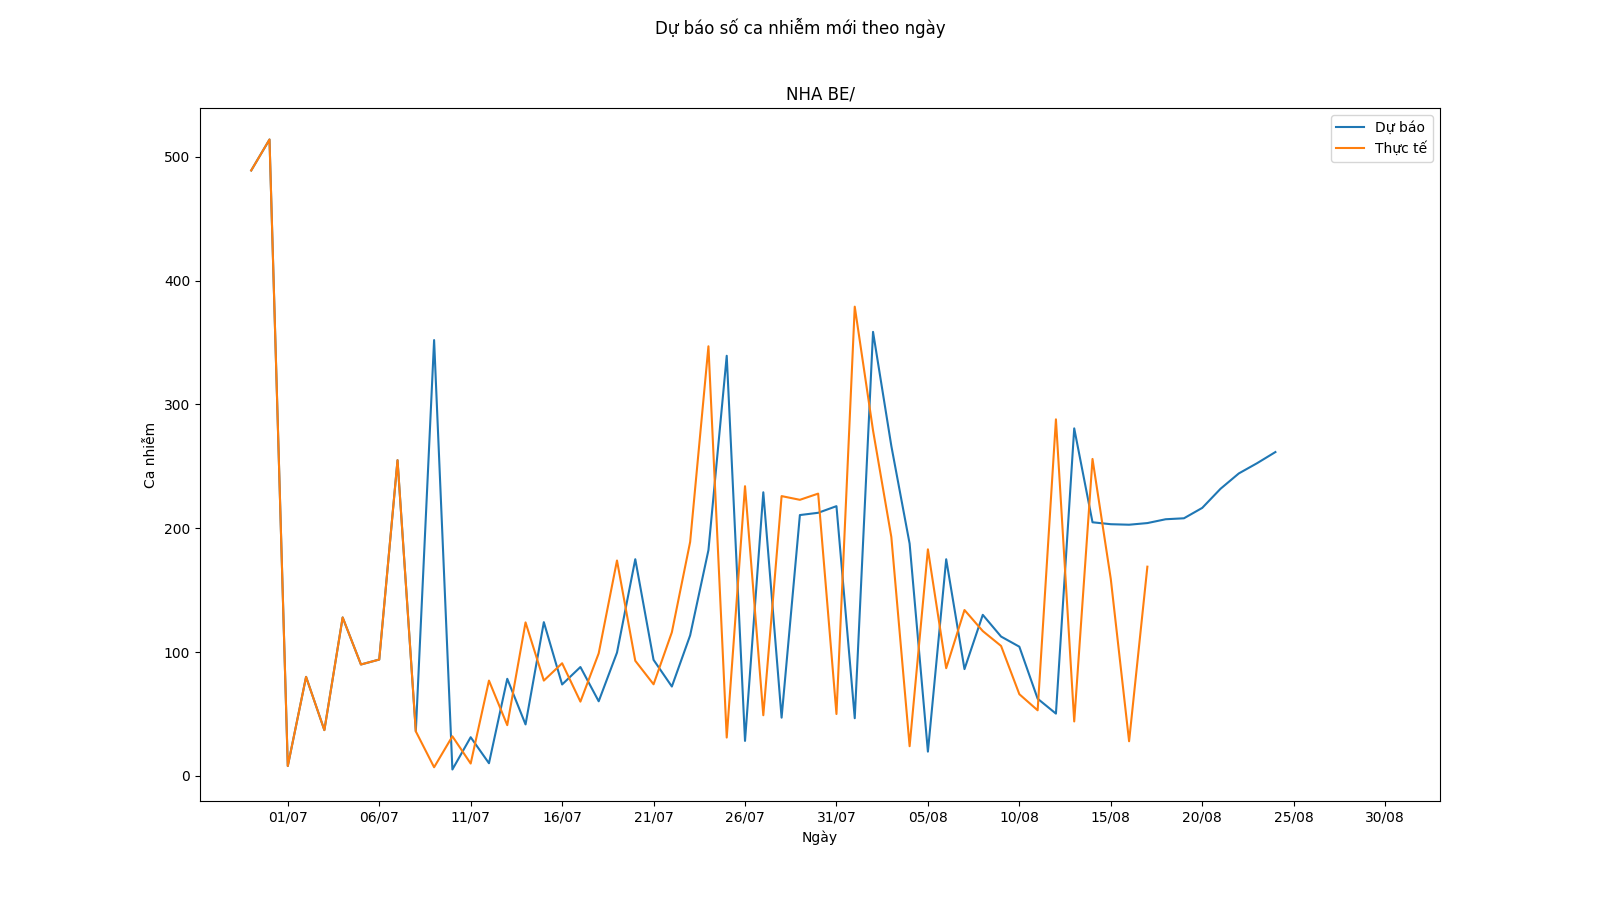 Dự báo số ca nhiễm mới theo ngày
NHA BE/
Dự báo
Thực tế
500
400
300
200
100
0
Ca nhiễm
01/07 06/07 11/07 16/07 21/07 26/07 31/07 05/08 10/08 15/08 20/08 25/08 30/08
Ngày